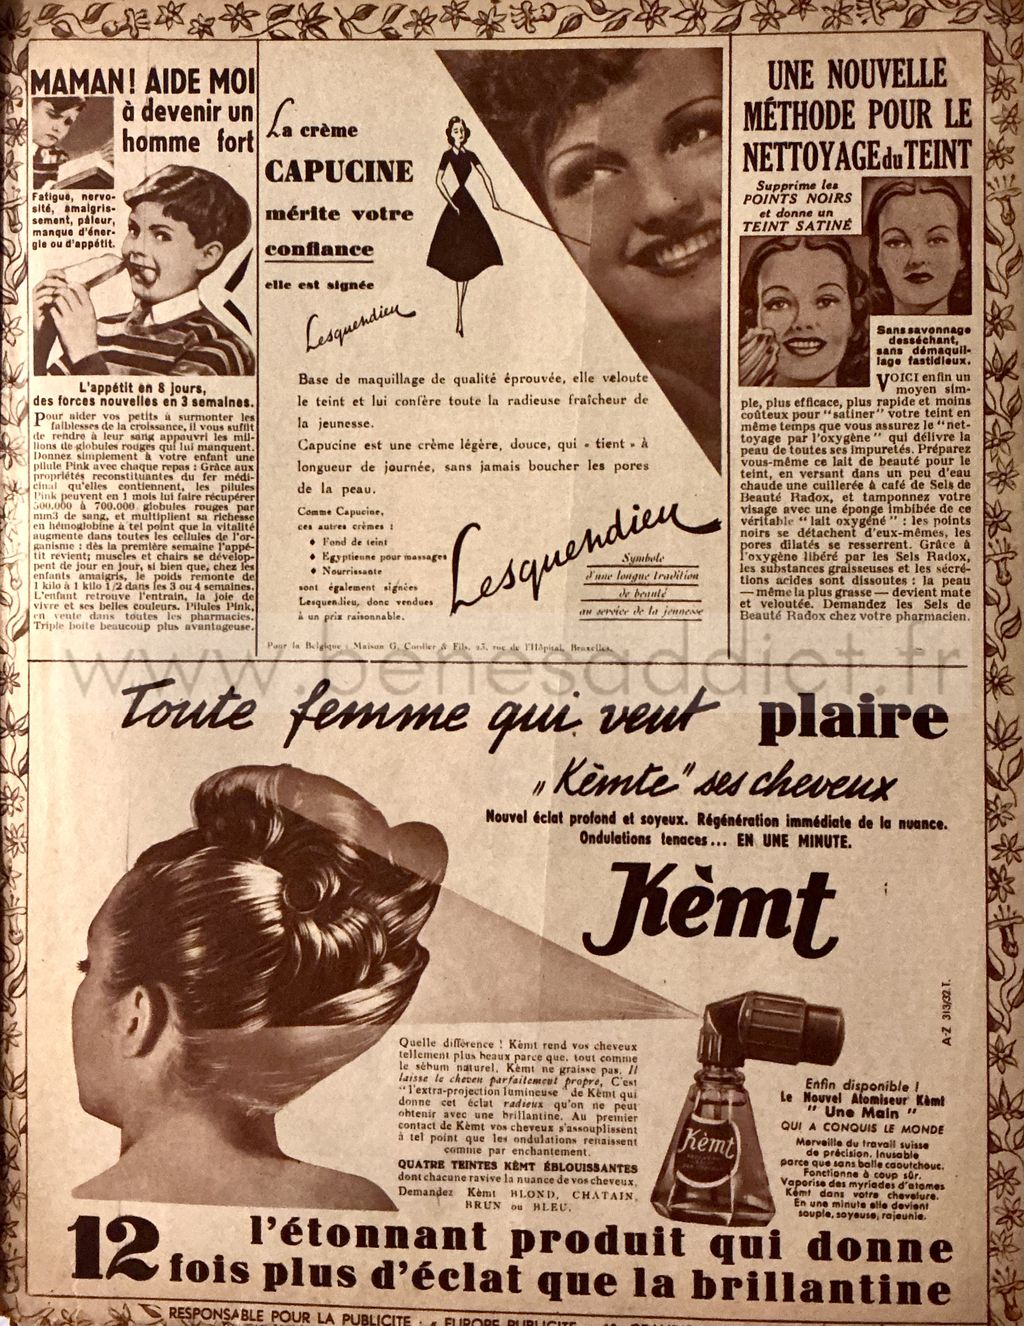 MAMAN! AIDE MOI
à devenir un
homme fort
Fatigue, nervo-
sité, amaigris-
sement, pâleur,
manque d'éner-
gie ou d'appétit.
L'appétit en 8 jours,
des forces nouvelles en 3 semaines.
Pour aider vos petits à surmonter les
faiblesses de la croissance, il vous suffit
de rendre à leur sang appauvri les mil-
lions de globules rouges qui lui manquent.
Donnez simplement à votre enfant une
pilule Pink avec chaque repas : Grâce aux
propriétés reconstituantes du fer médi-
cinal qu'elles contiennent, les pilules
Pink peuvent en 1 mois lui faire récupérer
500.000 à 700.000 globules rouges par
mm3 de sang, et multiplient sa richesse
en hémoglobine à tel point que la vitalité
augmente dans toutes les cellules de l'or-
ganisme : dès la première semaine l'appé-
tit revient; muscles et chairs se dévelop-
pent de jour en jour, si bien que, chez les
enfants amaigris, le poids remonte de
1 kilo à 1 kilo 1/2 dans les 3 ou 4 semaines.
L'enfant retrouve l'entrain, la joie de
vivre et ses belles couleurs. Pilules Pink,
en vente dans toutes les pharmacies.
Triple boîte beaucoup plus avantageuse.
La crème
CAPUCINE
mérite votre
confiance
elle est signée
Lesquendieu
Base de maquillage de qualité éprouvée, elle veloute
le teint et lui confère toute la radieuse fraîcheur de
la jeunesse.
Capucine est une crème légère, douce, qui « tient » à
longueur de journée, sans jamais boucher les pores
de la peau.
Comme Capucine,
ces autres crèmes :
♦ Fond de teint
♦ Egyptienne pour massages
♦ Nourrissante
sont également signées
Lesquendieu, donc vendues
à un prix raisonnable.
Lesquendieu
Symbole
d'une longue tradition
de beauté
au service de la jeunesse
Pour la Belgique : Maison G. Cordier & Fils, 23, rue de l'Hôpital, Bruxelles.
UNE NOUVELLE
MÉTHODE POUR LE
NETTOYAGE du TEINT
Supprime les
POINTS NOIRS
et donne un
TEINT SATINÉ
Sans savonnage
desséchant,
sans démaquil-
lage fastidieux.
VOICI enfin un
moyen sim-
ple, plus efficace, plus rapide et moins
coûteux pour "satiner" votre teint en
même temps que vous assurez le "net-
toyage par l'oxygène" qui délivre la
peau de toutes ses impuretés. Préparez
vous-même ce lait de beauté pour le
teint, en versant dans un peu d'eau
chaude une cuillerée à café de Sels de
Beauté Radox, et tamponnez votre
visage avec une éponge imbibée de ce
véritable "lait oxygéné" : les points
noirs se détachent d'eux-mêmes, les
pores dilatés se resserrent. Grâce à
l'oxygène libéré par les Sels Radox,
les substances graisseuses et les sécré-
tions acides sont dissoutes : la peau
— même la plus grasse — devient mate
et veloutée. Demandez les Sels de
Beauté Radox chez votre pharmacien.
www.benesaddict.fr
Toute femme qui veut plaire
"Kèmte" ses cheveux
Nouvel éclat profond et soyeux. Régénération immédiate de la nuance.
Ondulations tenaces... EN UNE MINUTE.
Kèmt
A-Z 313/32.T.
Quelle différence ! Kèmt rend vos cheveux
tellement plus beaux parce que, tout comme
le sébum naturel, Kèmt ne graisse pas. Il
laisse le cheveu parfaitement propre. C'est
"l'extra-projection lumineuse" de Kèmt qui
donne cet éclat radieux qu'on ne peut
obtenir avec une brillantine. Au premier
contact de Kèmt vos cheveux s'assouplissent
à tel point que les ondulations renaissent
comme par enchantement.
QUATRE TEINTES KÈMT ÉBLOUISSANTES
dont chacune ravive la nuance de vos cheveux.
Demandez Kèmt BLOND, CHATAIN,
BRUN ou BLEU.
Kèmt
Enfin disponible !
Le Nouvel Atomiseur Kèmt
" Une Main "
QUI A CONQUIS LE MONDE
Merveille du travail suisse
de précision. Inusable
parce que sans balle caoutchouc.
Fonctionne à coup sûr.
Vaporise des myriades d'atomes
Kèmt dans votre chevelure.
En une minute elle devient
souple, soyeuse, rajeunie.
12 l'étonnant produit qui donne
fois plus d'éclat que la brillantine
RESPONSABLE POUR LA PUBLICITE : « EUROPE PUBLICITE